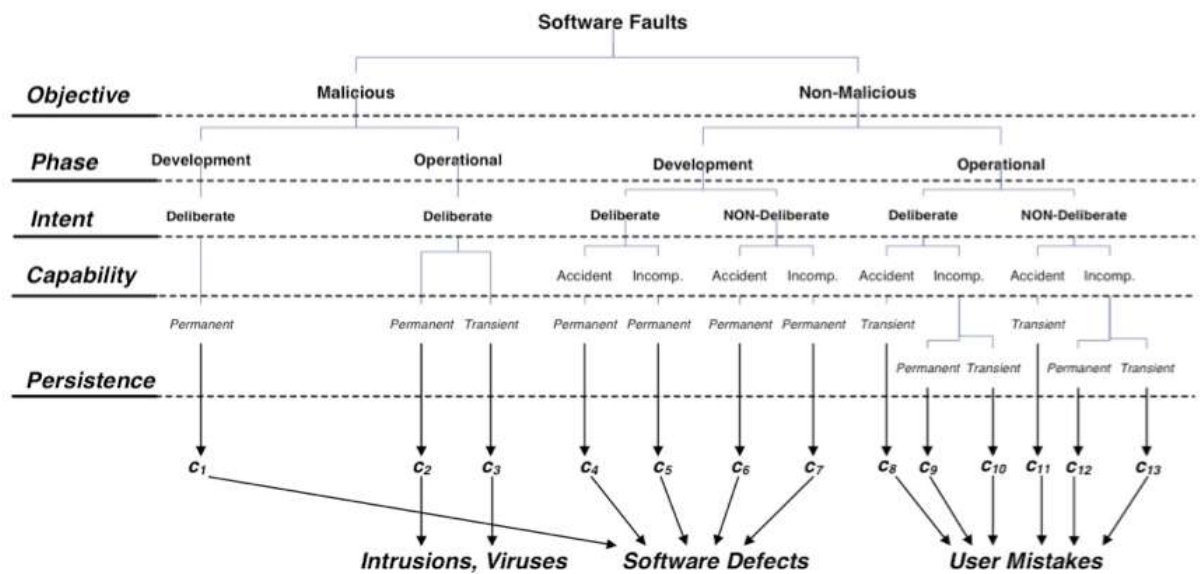 Software Faults
Objective Malicious Non-Malicious
Phase Development Operational Development Operational
Intent Deliberate Deliberate Deliberate NON-Deliberate Deliberate NON-Deliberate
Capability Accident Incomp. Accident Incomp. Accident Incomp. Accident Incomp.
Permanent Permanent Transient Permanent Permanent Permanent Permanent Transient Transient
Persistence Permanent Transient Permanent Transient
c1 c2 c3 c4 c5 c6 c7 c8 c9 c10 c11 c12 c13
Intrusions, Viruses Software Defects User Mistakes